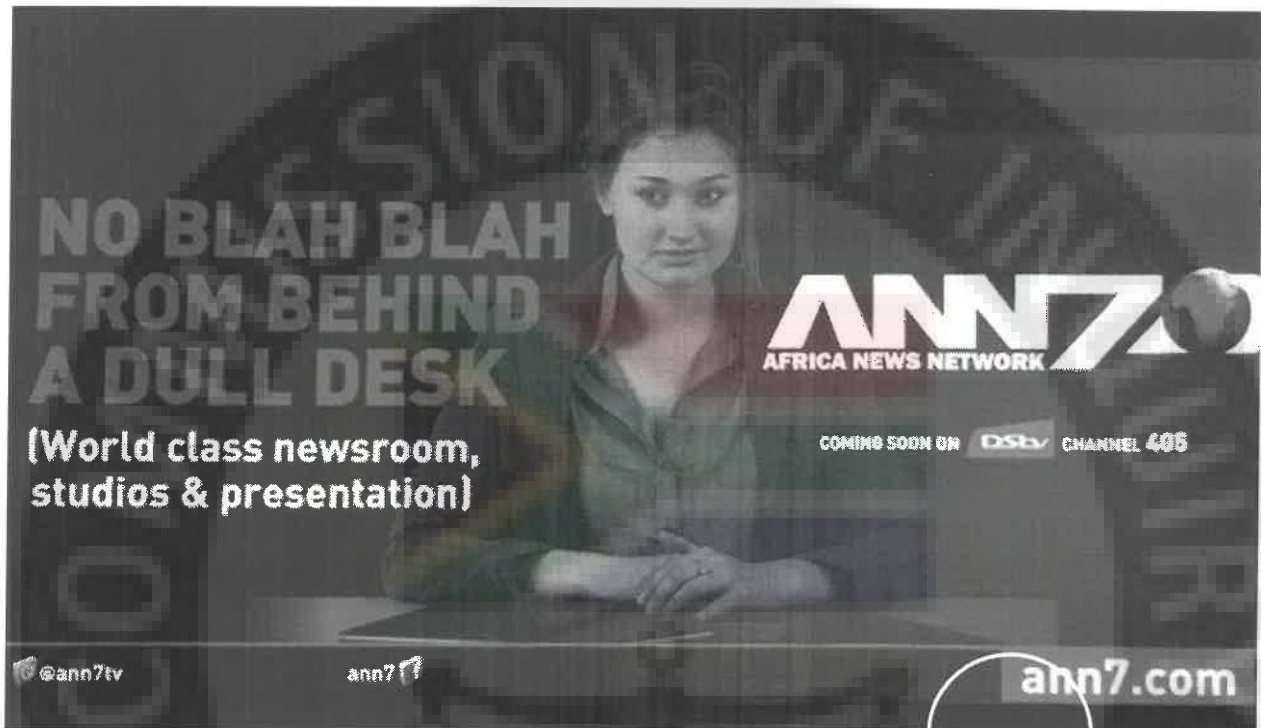 NO BLAH BLAH
FROM BEHIND
A DULL DESK
(World class newsroom,
studios & presentation)
ANN7
AFRICA NEWS NETWORK
COMING SOON ON DStv CHANNEL 405
@ann7tv
ann7
ann7.com